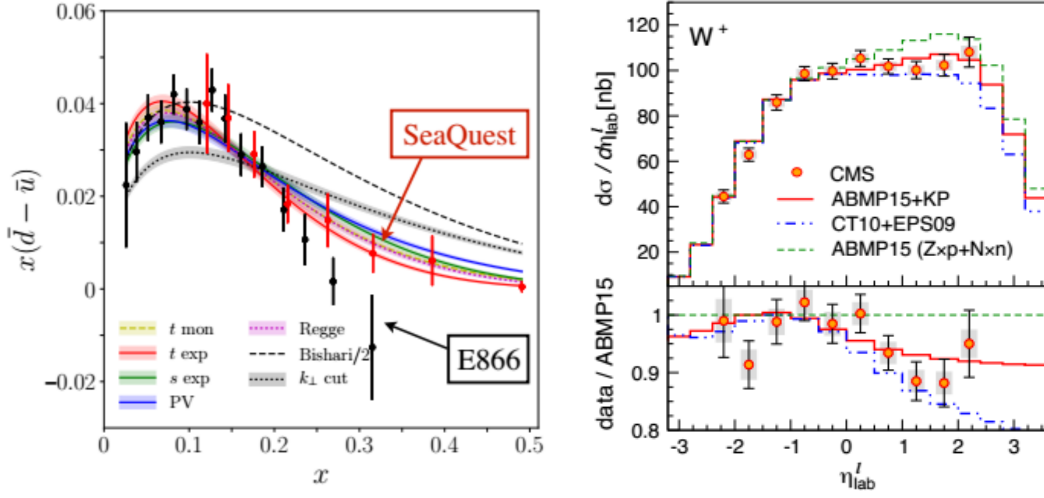 0.06
0.04
0.02
0
−0.02
x(d̄ − ū)
SeaQuest
E866
t mon
t exp
s exp
PV
Regge
Bishari/2
k⊥ cut
0 0.1 0.2 0.3 0.4 0.5
x
W+
120
100
80
60
40
20
dσ / dηˡlab [nb]
CMS
ABMP15+KP
CT10+EPS09
ABMP15 (Z×p+N×n)
1
0.9
0.8
data / ABMP15
-3 -2 -1 0 1 2 3
ηˡlab